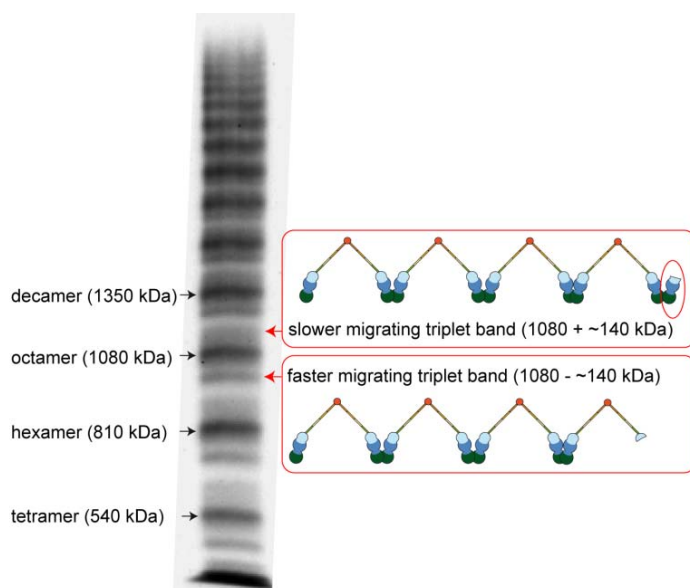 decamer (1350 kDa)
slower migrating triplet band (1080 + ~140 kDa)
octamer (1080 kDa)
faster migrating triplet band (1080 - ~140 kDa)
hexamer (810 kDa)
tetramer (540 kDa)